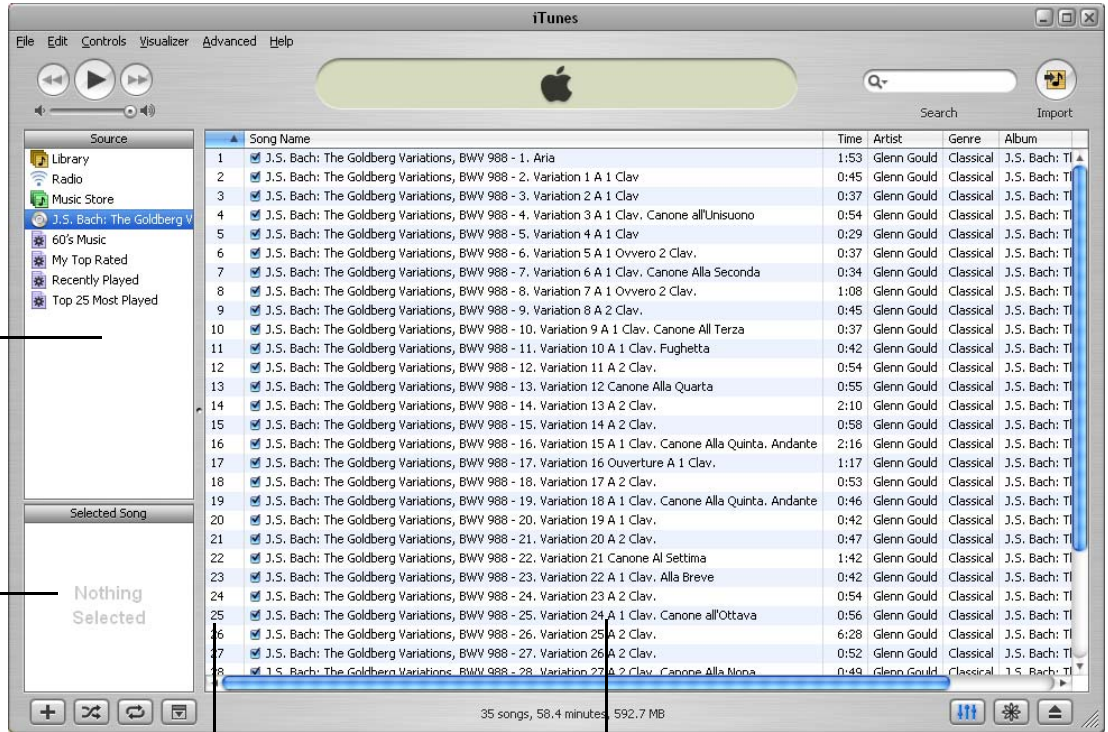 iTunes
File Edit Controls Visualizer Advanced Help
Search Import
Source
Library
Radio
Music Store
J.S. Bach: The Goldberg V
60's Music
My Top Rated
Recently Played
Top 25 Most Played
Selected Song
Nothing
Selected
Song Name Time Artist Genre Album
1 J.S. Bach: The Goldberg Variations, BWV 988 - 1. Aria 1:53 Glenn Gould Classical J.S. Bach: Tl
2 J.S. Bach: The Goldberg Variations, BWV 988 - 2. Variation 1 A 1 Clav 0:45 Glenn Gould Classical J.S. Bach: Tl
3 J.S. Bach: The Goldberg Variations, BWV 988 - 3. Variation 2 A 1 Clav 0:37 Glenn Gould Classical J.S. Bach: Tl
4 J.S. Bach: The Goldberg Variations, BWV 988 - 4. Variation 3 A 1 Clav. Canone all'Unisuono 0:54 Glenn Gould Classical J.S. Bach: Tl
5 J.S. Bach: The Goldberg Variations, BWV 988 - 5. Variation 4 A 1 Clav 0:29 Glenn Gould Classical J.S. Bach: Tl
6 J.S. Bach: The Goldberg Variations, BWV 988 - 6. Variation 5 A 1 Ovvero 2 Clav. 0:37 Glenn Gould Classical J.S. Bach: Tl
7 J.S. Bach: The Goldberg Variations, BWV 988 - 7. Variation 6 A 1 Clav. Canone Alla Seconda 0:34 Glenn Gould Classical J.S. Bach: Tl
8 J.S. Bach: The Goldberg Variations, BWV 988 - 8. Variation 7 A 1 Ovvero 2 Clav. 1:08 Glenn Gould Classical J.S. Bach: Tl
9 J.S. Bach: The Goldberg Variations, BWV 988 - 9. Variation 8 A 2 Clav. 0:45 Glenn Gould Classical J.S. Bach: Tl
10 J.S. Bach: The Goldberg Variations, BWV 988 - 10. Variation 9 A 1 Clav. Canone All Terza 0:37 Glenn Gould Classical J.S. Bach: Tl
11 J.S. Bach: The Goldberg Variations, BWV 988 - 11. Variation 10 A 1 Clav. Fughetta 0:42 Glenn Gould Classical J.S. Bach: Tl
12 J.S. Bach: The Goldberg Variations, BWV 988 - 12. Variation 11 A 2 Clav. 0:54 Glenn Gould Classical J.S. Bach: Tl
13 J.S. Bach: The Goldberg Variations, BWV 988 - 13. Variation 12 Canone Alla Quarta 0:55 Glenn Gould Classical J.S. Bach: Tl
14 J.S. Bach: The Goldberg Variations, BWV 988 - 14. Variation 13 A 2 Clav. 2:10 Glenn Gould Classical J.S. Bach: Tl
15 J.S. Bach: The Goldberg Variations, BWV 988 - 15. Variation 14 A 2 Clav. 0:58 Glenn Gould Classical J.S. Bach: Tl
16 J.S. Bach: The Goldberg Variations, BWV 988 - 16. Variation 15 A 1 Clav. Canone Alla Quinta. Andante 2:16 Glenn Gould Classical J.S. Bach: Tl
17 J.S. Bach: The Goldberg Variations, BWV 988 - 17. Variation 16 Ouverture A 1 Clav. 1:17 Glenn Gould Classical J.S. Bach: Tl
18 J.S. Bach: The Goldberg Variations, BWV 988 - 18. Variation 17 A 2 Clav. 0:53 Glenn Gould Classical J.S. Bach: Tl
19 J.S. Bach: The Goldberg Variations, BWV 988 - 19. Variation 18 A 1 Clav. Canone Alla Quinta. Andante 0:46 Glenn Gould Classical J.S. Bach: Tl
20 J.S. Bach: The Goldberg Variations, BWV 988 - 20. Variation 19 A 1 Clav. 0:42 Glenn Gould Classical J.S. Bach: Tl
21 J.S. Bach: The Goldberg Variations, BWV 988 - 21. Variation 20 A 2 Clav. 0:47 Glenn Gould Classical J.S. Bach: Tl
22 J.S. Bach: The Goldberg Variations, BWV 988 - 22. Variation 21 Canone Al Settima 1:42 Glenn Gould Classical J.S. Bach: Tl
23 J.S. Bach: The Goldberg Variations, BWV 988 - 23. Variation 22 A 1 Clav. Alla Breve 0:42 Glenn Gould Classical J.S. Bach: Tl
24 J.S. Bach: The Goldberg Variations, BWV 988 - 24. Variation 23 A 2 Clav. 0:54 Glenn Gould Classical J.S. Bach: Tl
25 J.S. Bach: The Goldberg Variations, BWV 988 - 25. Variation 24 A 1 Clav. Canone all'Ottava 0:56 Glenn Gould Classical J.S. Bach: Tl
26 J.S. Bach: The Goldberg Variations, BWV 988 - 26. Variation 25 A 2 Clav. 6:28 Glenn Gould Classical J.S. Bach: Tl
27 J.S. Bach: The Goldberg Variations, BWV 988 - 27. Variation 26 A 2 Clav. 0:52 Glenn Gould Classical J.S. Bach: Tl
28 J.S. Bach: The Goldberg Variations, BWV 988 - 28. Variation 27 A 2 Clav. Canone Alla Nona 0:49 Glenn Gould Classical J.S. Bach: Tl
35 songs, 58.4 minutes, 592.7 MB